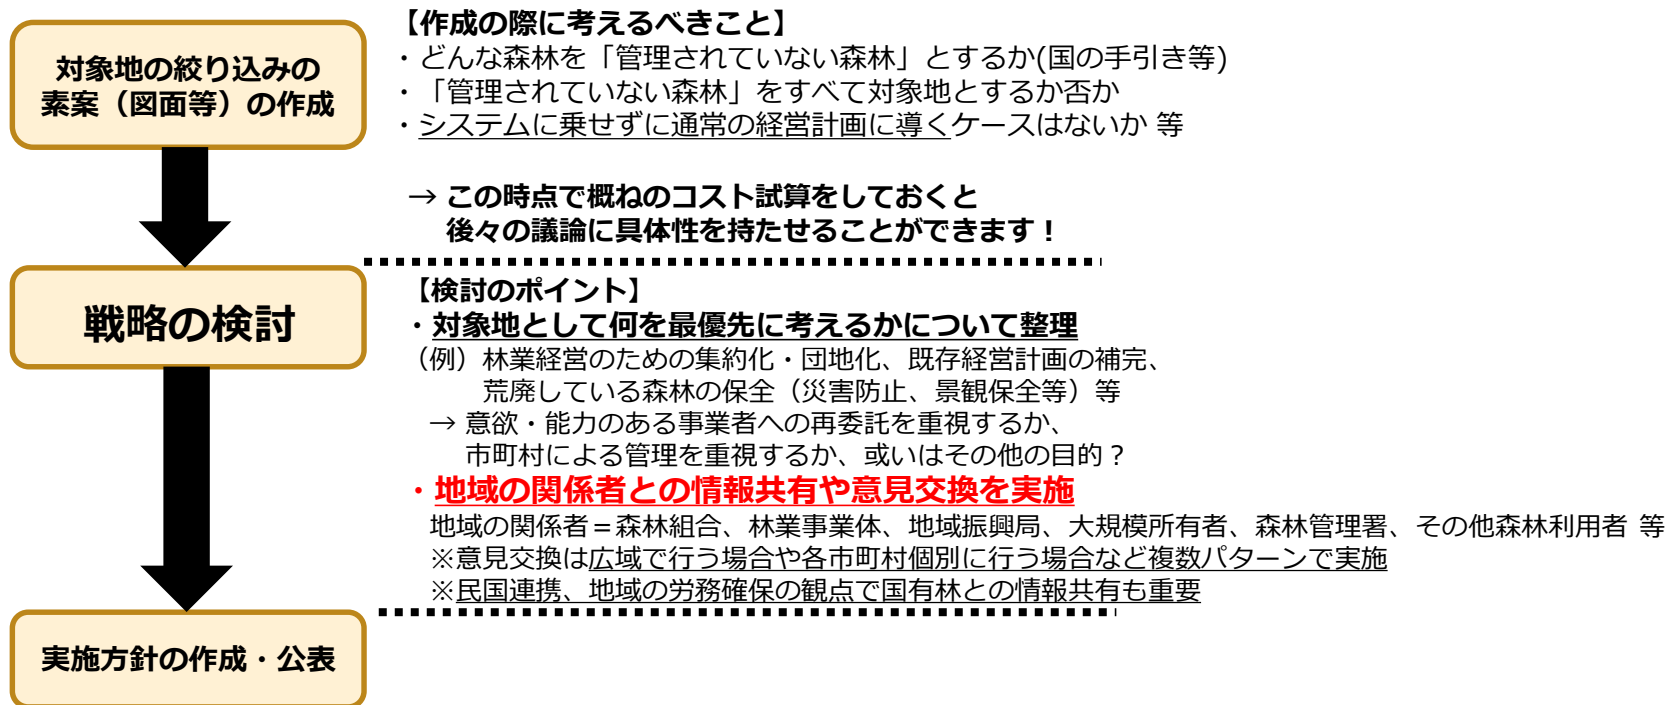 対象地の絞り込みの
素案（図面等）の作成
【作成の際に考えるべきこと】
・どんな森林を「管理されていない森林」とするか(国の手引き等)
・「管理されていない森林」をすべて対象地とするか否か
・システムに乗せずに通常の経営計画に導くケースはないか 等
→ この時点で概ねのコスト試算をしておくと
後々の議論に具体性を持たせることができます！
戦略の検討
【検討のポイント】
・対象地として何を最優先に考えるかについて整理
（例）林業経営のための集約化・団地化、既存経営計画の補完、
荒廃している森林の保全（災害防止、景観保全等）等
→ 意欲・能力のある事業者への再委託を重視するか、
市町村による管理を重視するか、或いはその他の目的？
・地域の関係者との情報共有や意見交換を実施
地域の関係者＝森林組合、林業事業体、地域振興局、大規模所有者、森林管理署、その他森林利用者 等
※意見交換は広域で行う場合や各市町村個別に行う場合など複数パターンで実施
※民国連携、地域の労務確保の観点で国有林との情報共有も重要
実施方針の作成・公表